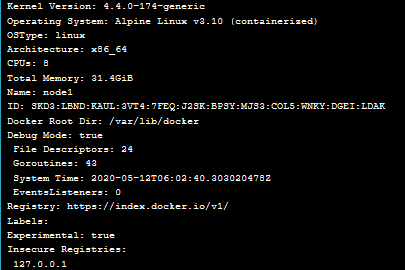 Kernel Version: 4.4.0-174-generic
Operating System: Alpine Linux v3.10 (containerized)
OSType: linux
Architecture: x86_64
CPUs: 8
Total Memory: 31.4GiB
Name: node1
ID: SKD3:LBND:KAUL:3VT4:7FEQ:J2SK:BPSY:MJS3:COL5:WNKY:DGEI:LDAK
Docker Root Dir: /var/lib/docker
Debug Mode: true
File Descriptors: 24
Goroutines: 43
System Time: 2020-05-12T06:02:40.303020478Z
EventsListeners: 0
Registry: https://index.docker.io/v1/
Labels:
Experimental: true
Insecure Registries:
127.0.0.1